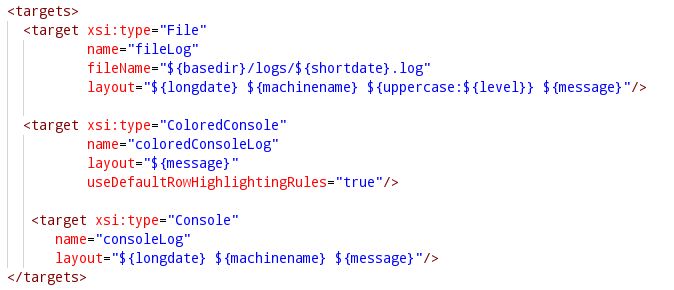 <targets>
  <target xsi:type="File"
          name="fileLog"
          fileName="${basedir}/logs/${shortdate}.log"
          layout="${longdate} ${machinename} ${uppercase:${level}} ${message}"/>

  <target xsi:type="ColoredConsole"
          name="coloredConsoleLog"
          layout="${message}"
          useDefaultRowHighlightingRules="true"/>

   <target xsi:type="Console"
      name="consoleLog"
      layout="${longdate} ${machinename} ${message}"/>
</targets>